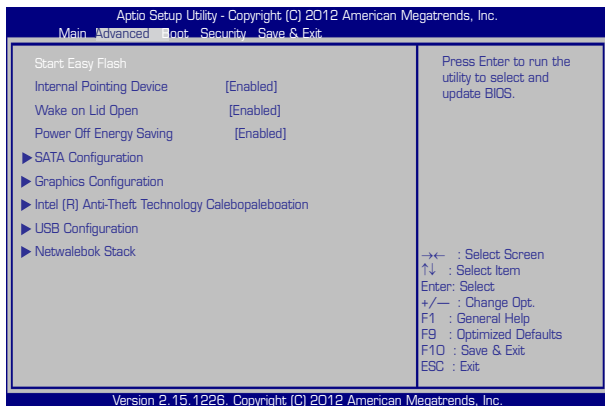 Aptio Setup Utility - Copyright (C) 2012 American Megatrends, Inc.
Main Advanced Boot Security Save & Exit
Start Easy Flash
Internal Pointing Device [Enabled]
Wake on Lid Open [Enabled]
Power Off Energy Saving [Enabled]
SATA Configuration
Graphics Configuration
Intel (R) Anti-Theft Technology Calebopaleboation
USB Configuration
Netwalebok Stack
Press Enter to run the
utility to select and
update BIOS.
→← : Select Screen
↑↓ : Select Item
Enter: Select
+/— : Change Opt.
F1 : General Help
F9 : Optimized Defaults
F10 : Save & Exit
ESC : Exit
Version 2.15.1226. Copyright (C) 2012 American Megatrends, Inc.